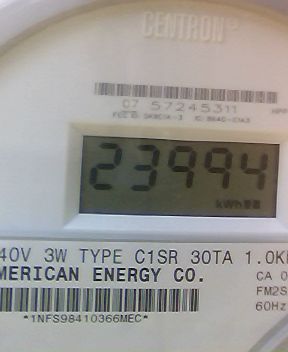 CENTRON
07 57245311
23994
kWh
40V 3W TYPE C1SR 30TA 1.0K
MERICAN ENERGY CO.
CA 0
FM2S
60Hz
*1NFS98410366MEC*